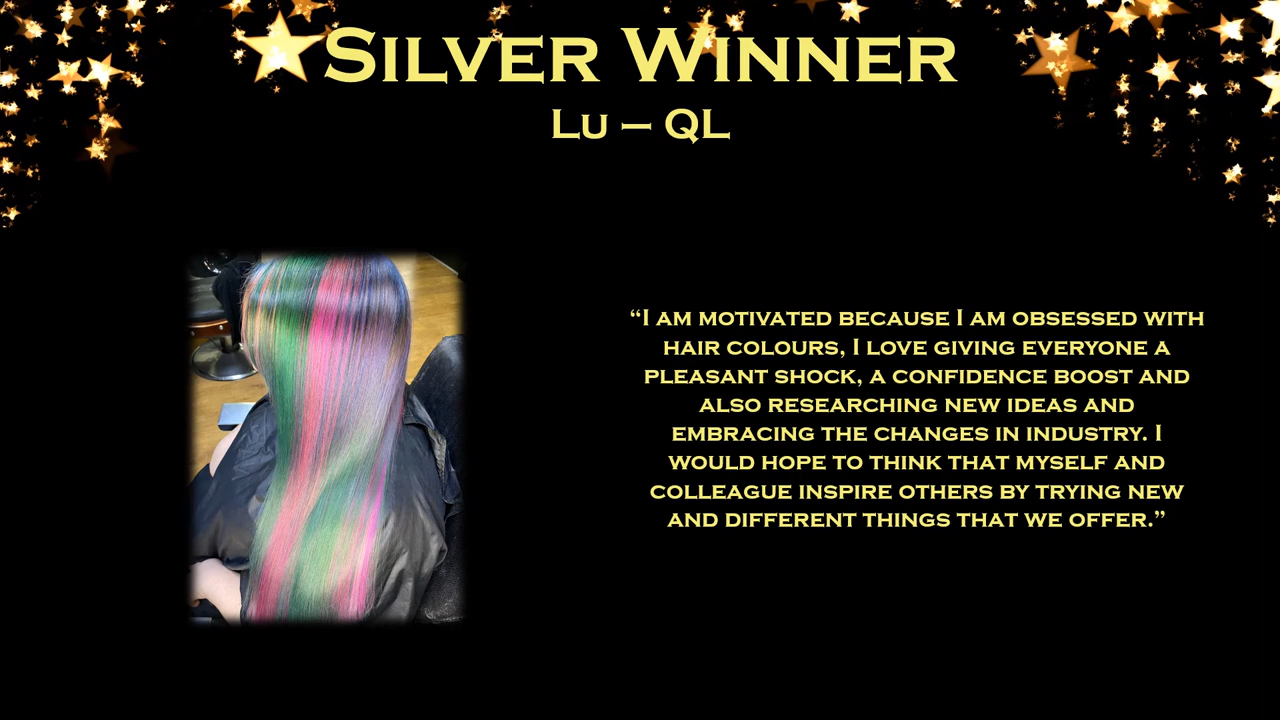 Silver Winner
Lu – QL
“I am motivated because I am obsessed with
hair colours, I love giving everyone a
pleasant shock, a confidence boost and
also researching new ideas and
embracing the changes in industry. I
would hope to think that myself and
colleague inspire others by trying new
and different things that we offer.”